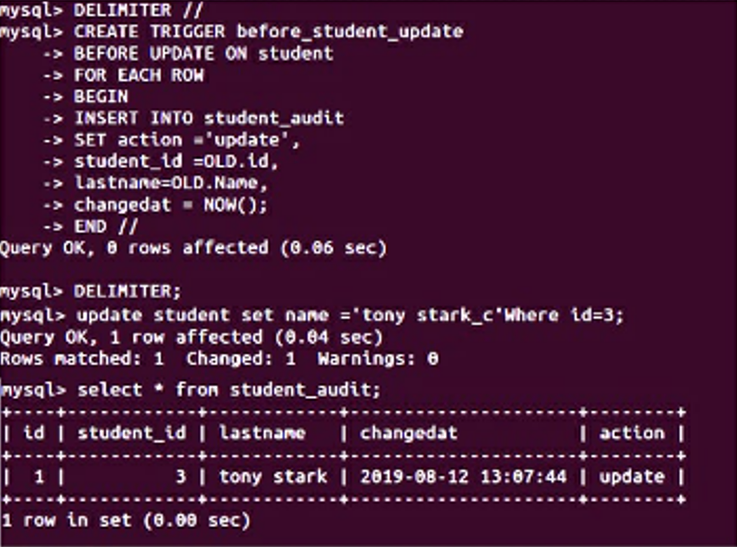 mysql> DELIMITER //
mysql> CREATE TRIGGER before_student_update
    -> BEFORE UPDATE ON student
    -> FOR EACH ROW
    -> BEGIN
    -> INSERT INTO student_audit
    -> SET action ='update',
    -> student_id =OLD.id,
    -> lastname=OLD.Name,
    -> changedat = NOW();
    -> END //
Query OK, 0 rows affected (0.06 sec)
mysql> DELIMITER;
mysql> update student set name ='tony stark_c'Where id=3;
Query OK, 1 row affected (0.04 sec)
Rows matched: 1  Changed: 1  Warnings: 0
mysql> select * from student_audit;
+----+------------+------------+---------------------+--------+
| id | student_id | lastname   | changedat           | action |
+----+------------+------------+---------------------+--------+
|  1 |          3 | tony stark | 2019-08-12 13:07:44 | update |
+----+------------+------------+---------------------+--------+
1 row in set (0.00 sec)